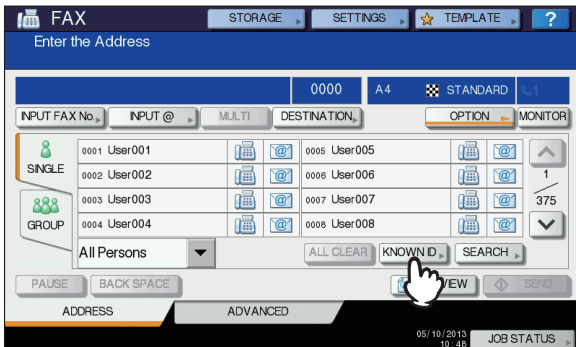 FAX STORAGE SETTINGS TEMPLATE ?
Enter the Address
0000 A4 STANDARD 1
INPUT FAX No. INPUT @ MULTI DESTINATION OPTION MONITOR
SINGLE
GROUP
0001 User001 @ 0005 User005 @
0002 User002 @ 0006 User006 @
0003 User003 @ 0007 User007 @
0004 User004 @ 0008 User008 @
1
375
All Persons ALL CLEAR KNOWN ID SEARCH
PAUSE BACK SPACE SEND
ADDRESS ADVANCED
05/10/2013
10:48
JOB STATUS